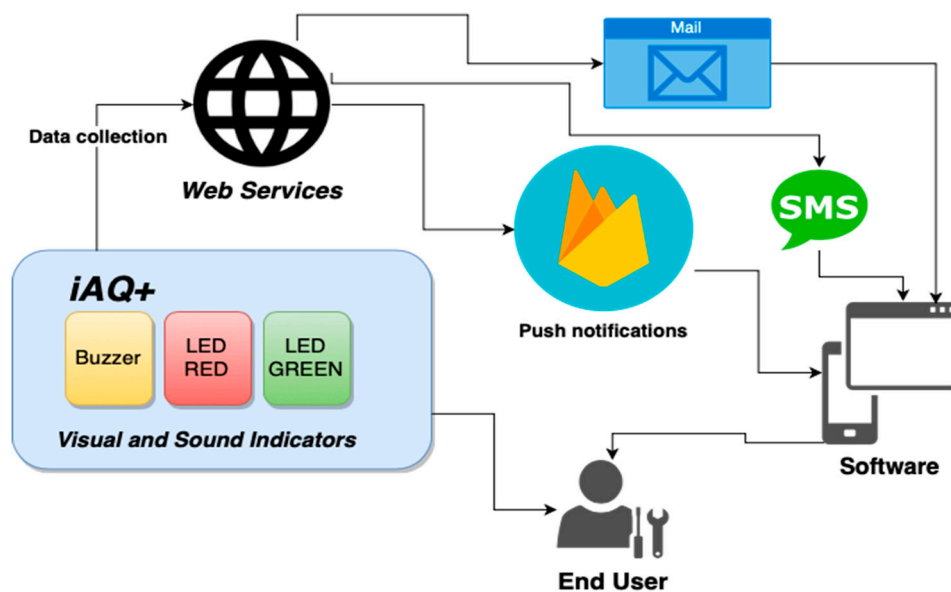 Mail
Data collection
Web Services
SMS
iAQ+
Buzzer
LED
RED
LED
GREEN
Visual and Sound Indicators
Push notifications
Software
End User